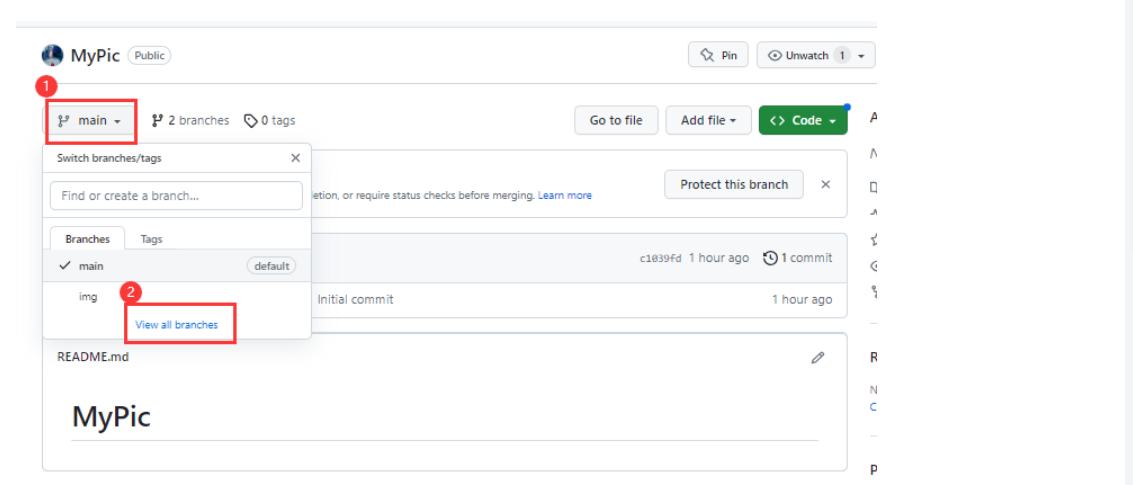 MyPic Public Pin Unwatch 1
1
main 2 branches 0 tags Go to file Add file <> Code
Switch branches/tags
Find or create a branch...
etion, or require status checks before merging. Learn more Protect this branch
Branches Tags
main default
c1039fd 1 hour ago 1 commit
img
2
Initial commit 1 hour ago
View all branches
README.md
MyPic
A
R
N
C
P